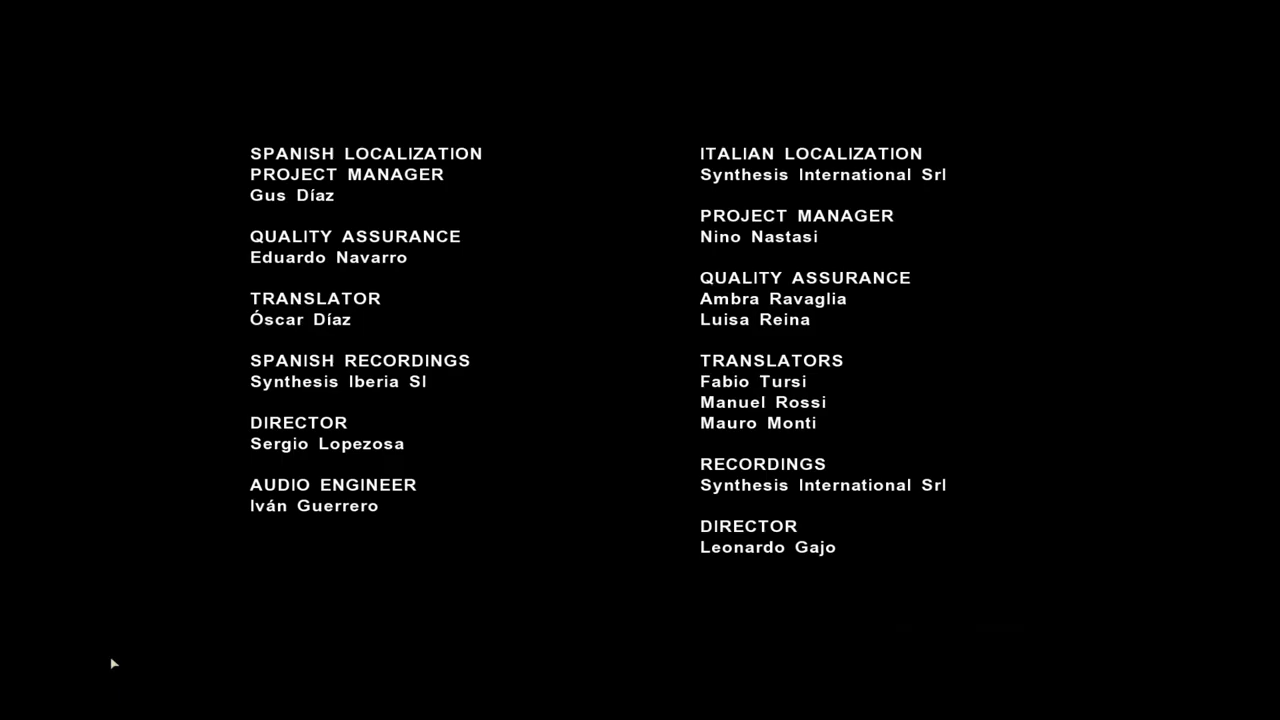 SPANISH LOCALIZATION
PROJECT MANAGER
Gus Díaz
QUALITY ASSURANCE
Eduardo Navarro
TRANSLATOR
Óscar Díaz
SPANISH RECORDINGS
Synthesis Iberia Sl
DIRECTOR
Sergio Lopezosa
AUDIO ENGINEER
Iván Guerrero
ITALIAN LOCALIZATION
Synthesis International Srl
PROJECT MANAGER
Nino Nastasi
QUALITY ASSURANCE
Ambra Ravaglia
Luisa Reina
TRANSLATORS
Fabio Tursi
Manuel Rossi
Mauro Monti
RECORDINGS
Synthesis International Srl
DIRECTOR
Leonardo Gajo